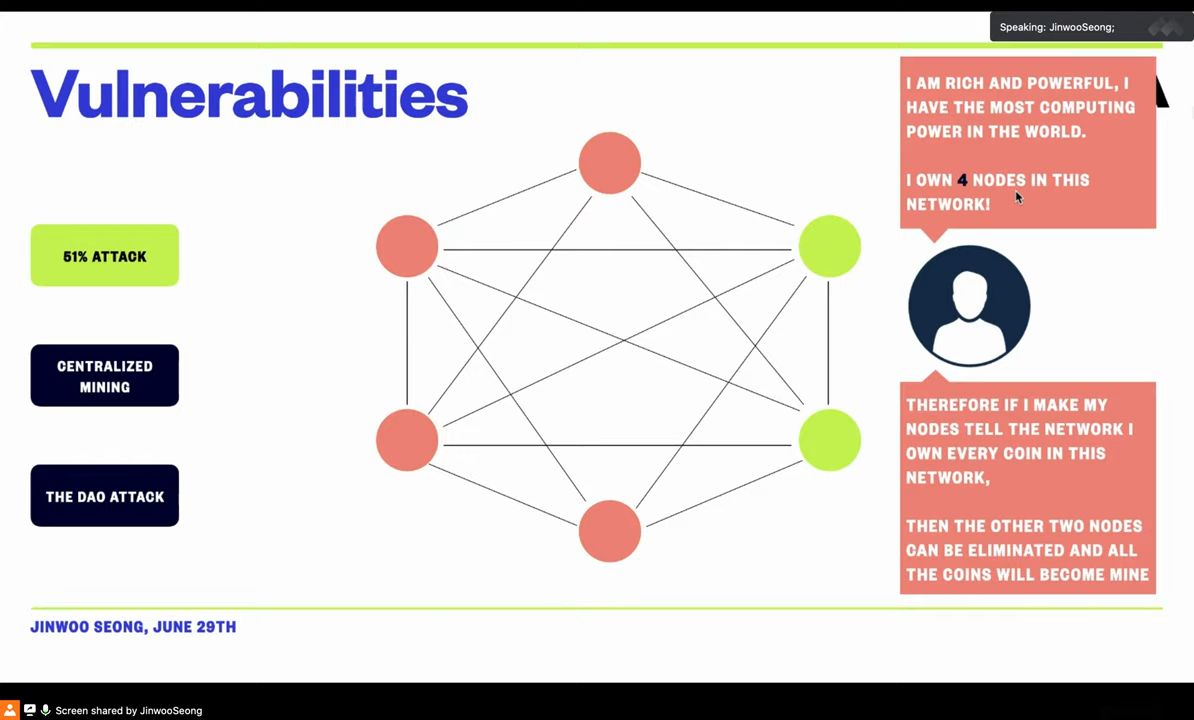 Speaking: JinwooSeong;
Vulnerabilities
I AM RICH AND POWERFUL, I
HAVE THE MOST COMPUTING
POWER IN THE WORLD.
I OWN 4 NODES IN THIS
NETWORK!
51% ATTACK
CENTRALIZED
MINING
THE DAO ATTACK
THEREFORE IF I MAKE MY
NODES TELL THE NETWORK I
OWN EVERY COIN IN THIS
NETWORK,
THEN THE OTHER TWO NODES
CAN BE ELIMINATED AND ALL
THE COINS WILL BECOME MINE
JINWOO SEONG, JUNE 29TH
Screen shared by JinwooSeong